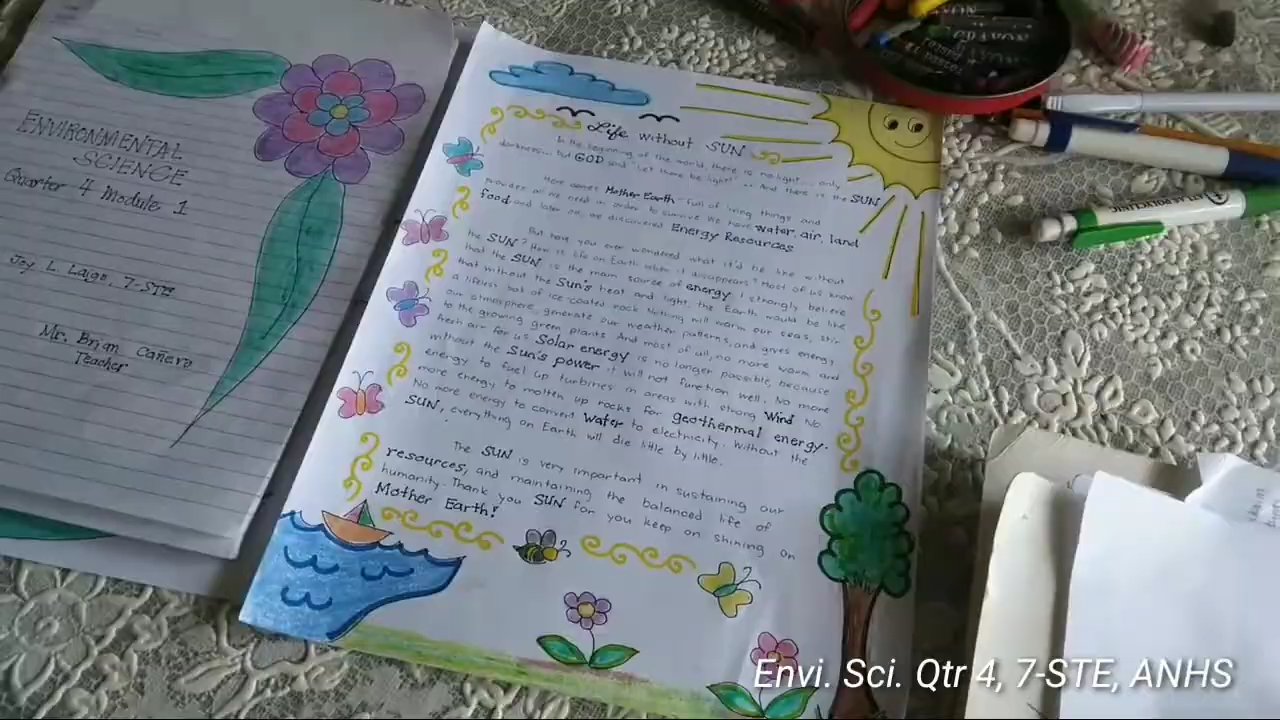 ENVIRONMENTAL
SCIENCE
Quarter 4 Module 1
Joy L. Laigo, 7-STE
Mr. Brian Cañero
Teacher
Life without SUN
In the beginning of the world, there is no light.... only
darkness... but GOD said "Let there be light"... And there is the SUN
Here comes Mother Earth- full of living things and
Provides all we need in order to survive. We have water, air, land
food and later on, we discovered Energy Resources
But have you ever wondered what it'd be like without
the SUN? How is life on Earth when it disappears? Most of us know
that the SUN is the main source of energy. I strongly believe
that without the Sun's heat and light, the Earth would be like
a lifeless ball of ice-coated rock. Nothing will warm our seas, stir
our atmosphere, generate our weather patterns, and gives energy
to the growing green plants. And most of all, no more warm and
fresh air for us. Solar energy is no longer possible, because
without the Sun's power it will not function well. No more
energy to fuel up turbines in areas with strong Wind No
more energy to molten up rocks for geothermal energy.
No more energy to convert Water to electricity. Without the
SUN, everything on Earth will die little by little.
The SUN is very important in sustaining our
resources, and maintaining the balanced life of
humanity. Thank you SUN for you keep on shining on
Mother Earth!
CRAYON
Envi. Sci. Qtr 4, 7-STE, ANHS